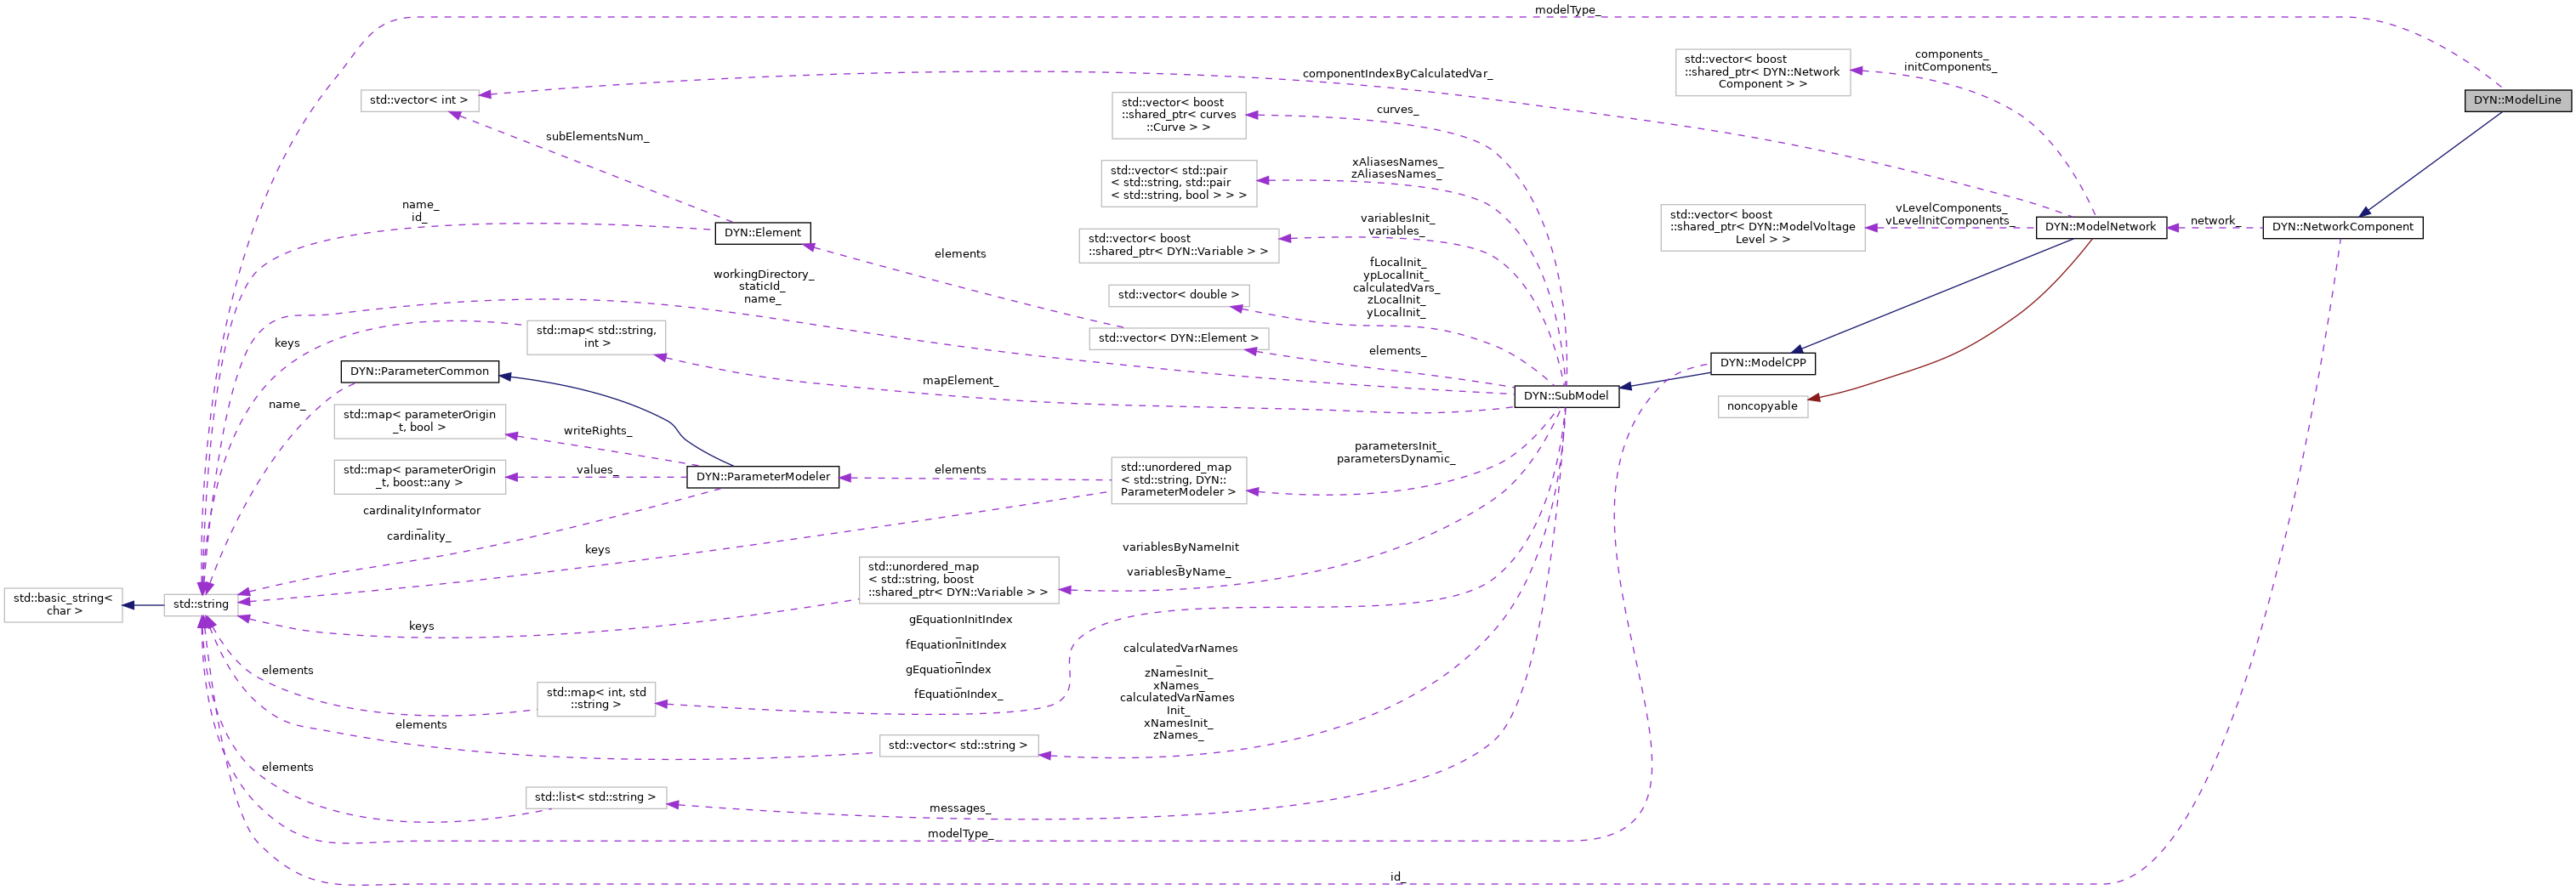 modelType_
components_
initComponents_
std::vector< boost
::shared_ptr< DYN::Network
Component > >
componentIndexByCalculatedVar_
DYN::ModelLine
std::vector< int >
std::vector< boost
::shared_ptr< curves
::Curve > >
curves_
subElementsNum_
xAliasesNames_
zAliasesNames_
std::vector< std::pair
< std::string, std::pair
< std::string, bool > > >
name_
id_
DYN::Element
variablesInit_
variables_
std::vector< boost
::shared_ptr< DYN::Variable > >
std::vector< boost
::shared_ptr< DYN::ModelVoltage
Level > >
vLevelComponents_
vLevelInitComponents_
DYN::ModelNetwork
network_
DYN::NetworkComponent
elements
workingDirectory_
staticId_
name_
fLocalInit_
ypLocalInit_
calculatedVars_
zLocalInit_
yLocalInit_
std::vector< double >
std::map< std::string,
int >
keys
std::vector< DYN::Element >
elements_
DYN::ModelCPP
DYN::ParameterCommon
mapElement_
DYN::SubModel
noncopyable
name_
std::map< parameterOrigin
_t, bool >
writeRights_
std::map< parameterOrigin
_t, boost::any >
values_
DYN::ParameterModeler
elements
std::unordered_map
< std::string, DYN::
ParameterModeler >
parametersInit_
parametersDynamic_
cardinalityInformator
_
cardinality_
keys
variablesByNameInit
_
variablesByName_
std::unordered_map
< std::string, boost
::shared_ptr< DYN::Variable > >
std::basic_string<
char >
std::string
keys
gEquationInitIndex
_
fEquationInitIndex
_
gEquationIndex
_
fEquationIndex_
calculatedVarNames
_
zNamesInit_
xNames_
calculatedVarNames
Init_
xNamesInit_
zNames_
elements
std::map< int, std
::string >
elements
std::vector< std::string >
elements
std::list< std::string >
messages_
modelType_
id_